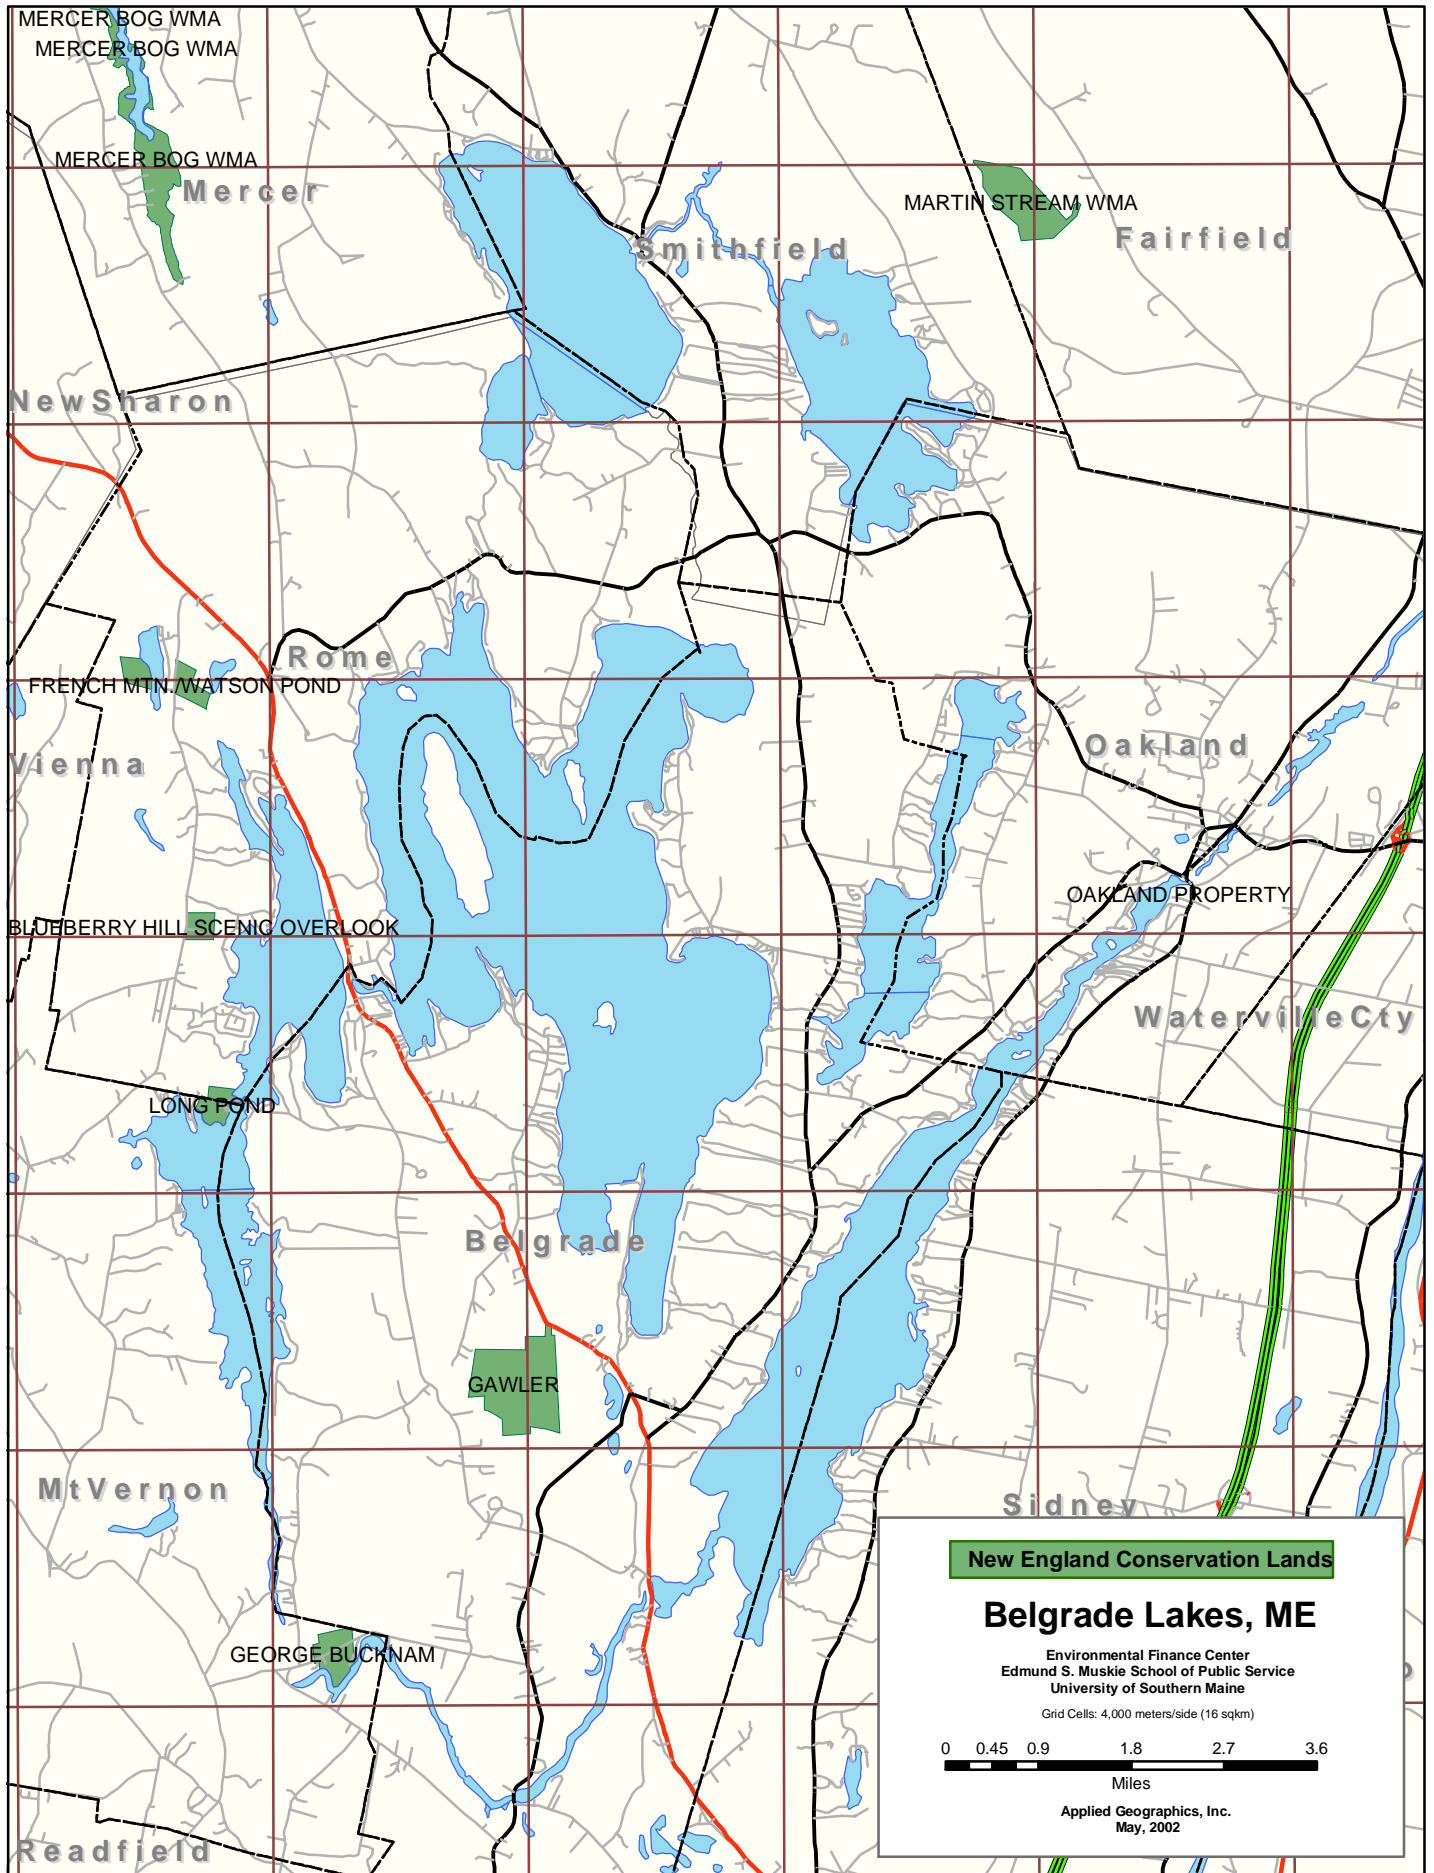 MERCER BOG WMA
MERCER BOG WMA
MERCER BOG WMA
Mercer
MARTIN STREAM WMA
Smithfield
Fairfield
NewSharon
Rome
FRENCH MTN./WATSON POND
Vienna
Oakland
OAKLAND PROPERTY
BLUEBERRY HILL SCENIC OVERLOOK
WatervilleCty
LONG POND
Belgrade
GAWLER
MtVernon
Sidney
GEORGE BUCKNAM
Readfield
New England Conservation Lands
Belgrade Lakes, ME
Environmental Finance Center
Edmund S. Muskie School of Public Service
University of Southern Maine
Grid Cells: 4,000 meters/side (16 sqkm)
0 0.45 0.9 1.8 2.7 3.6
Miles
Applied Geographics, Inc.
May, 2002